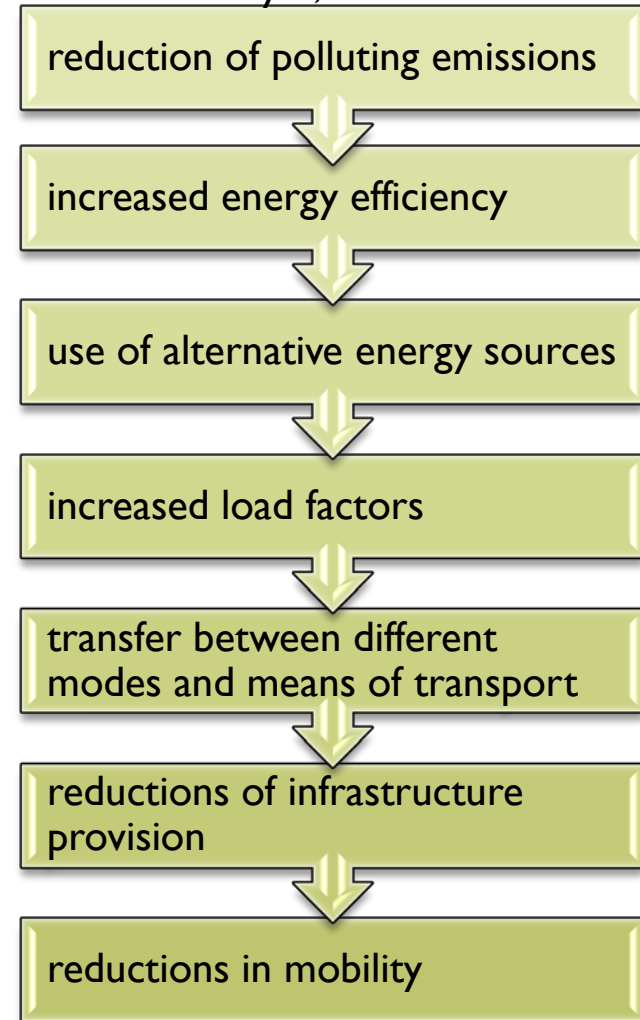 reduction of polluting emissions
increased energy efficiency
use of alternative energy sources
increased load factors
transfer between different
modes and means of transport
reductions of infrastructure
provision
reductions in mobility